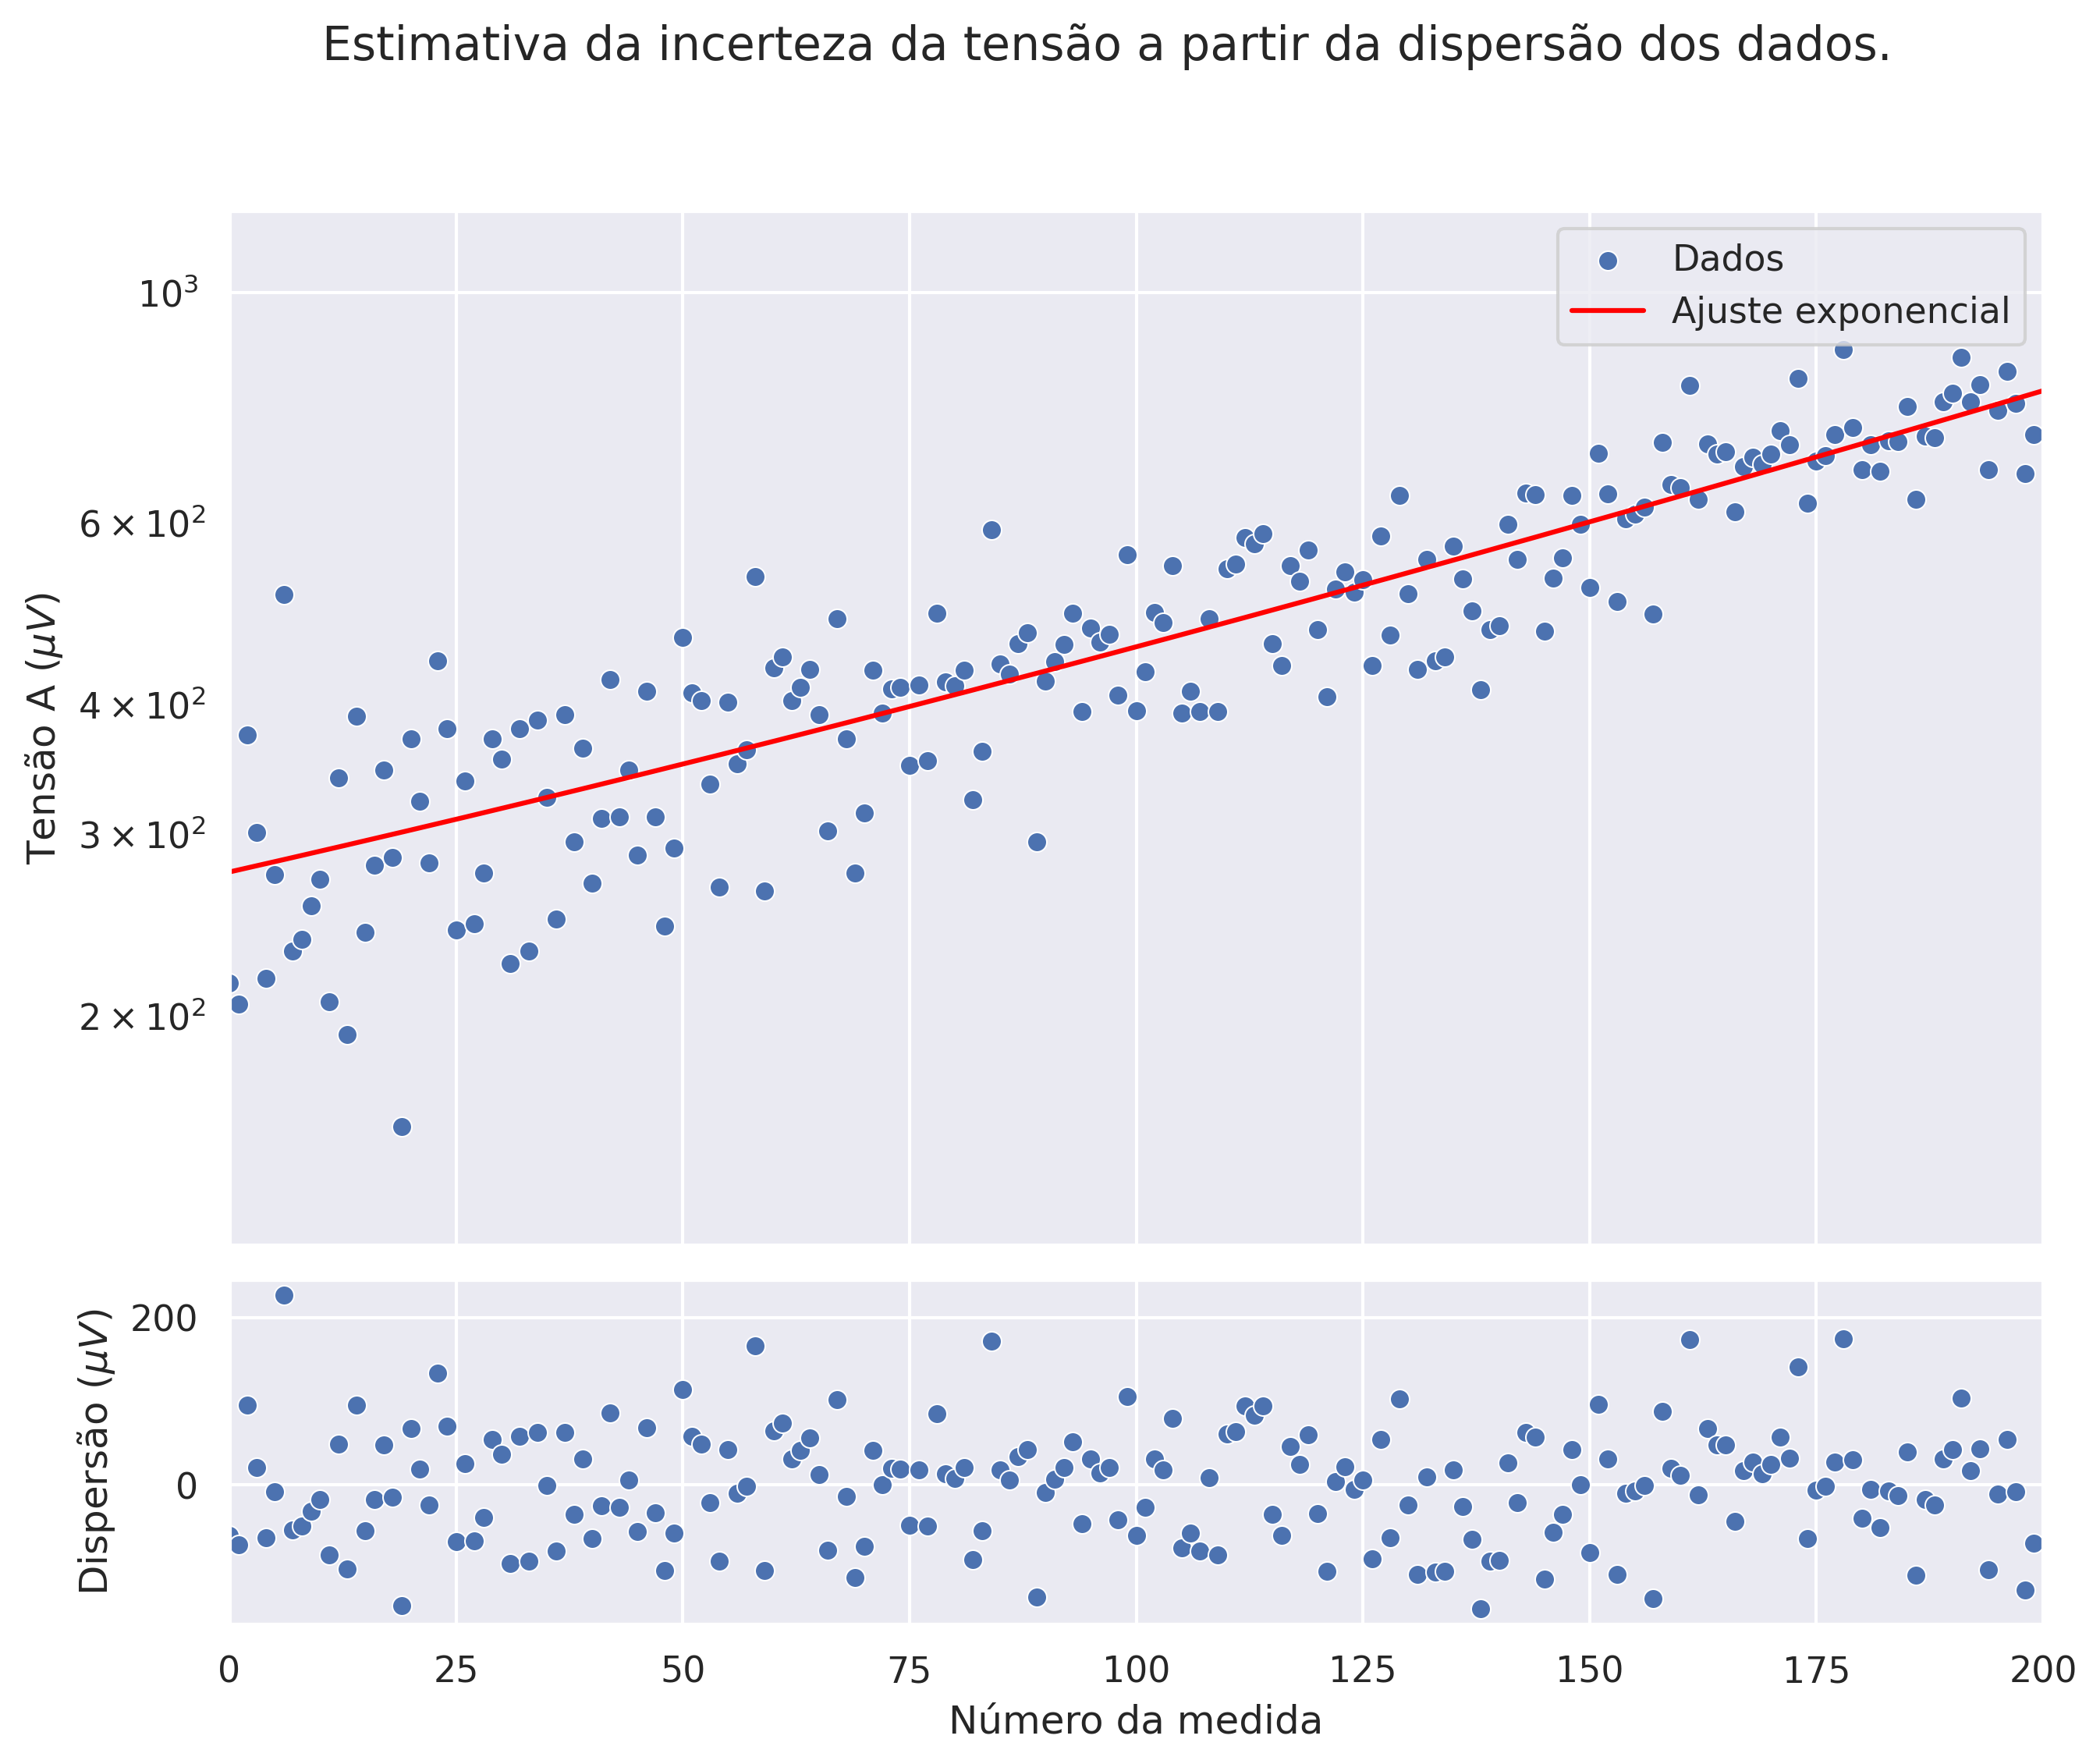 Estimativa da incerteza da tensão a partir da dispersão dos dados.
Dados
Ajuste exponencial
Tensão A (μV)
10³
6 × 10²
4 × 10²
3 × 10²
2 × 10²
Dispersão (μV)
200
0
0 25 50 75 100 125 150 175 200
Número da medida